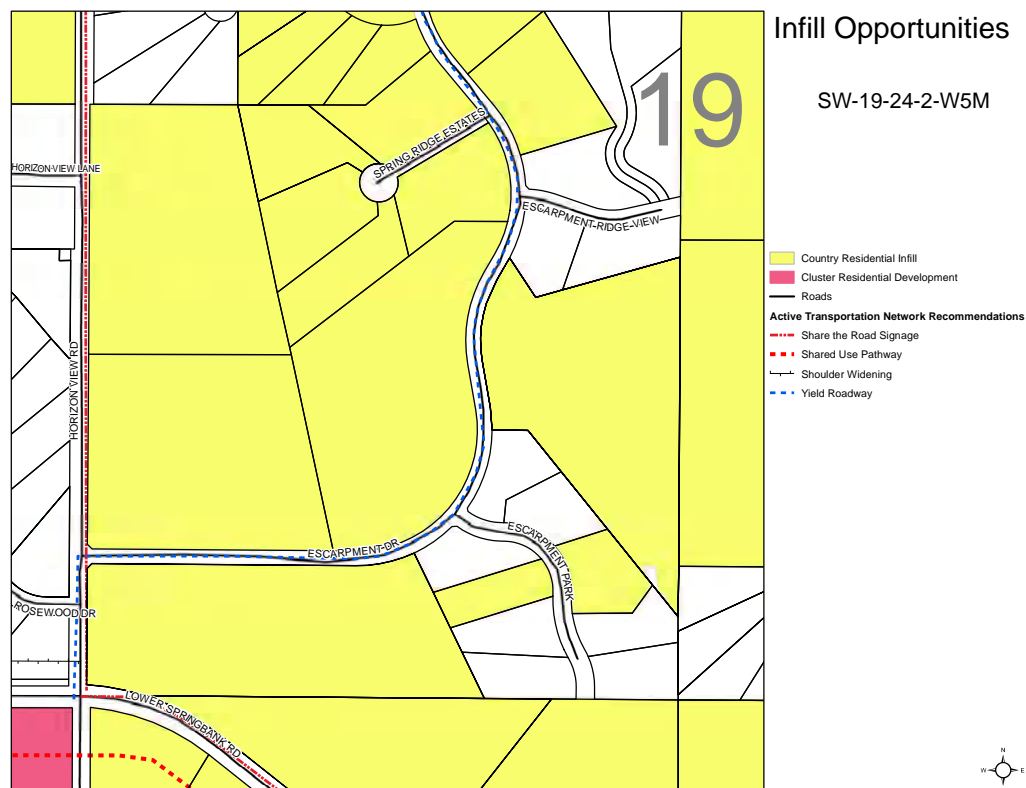 Infill Opportunities
SW-19-24-2-W5M
19
SPRING RIDGE ESTATES
HORIZON VIEW LANE
ESCARPMENT RIDGE VIEW
HORIZON VIEW RD
ESCARPMENT DR
ESCARPMENT PARK
ROSEWOOD DR
LOWER SPRINGBANK RD
Country Residential Infill
Cluster Residential Development
Roads
Active Transportation Network Recommendations
Share the Road Signage
Shared Use Pathway
Shoulder Widening
Yield Roadway
N
W E
S